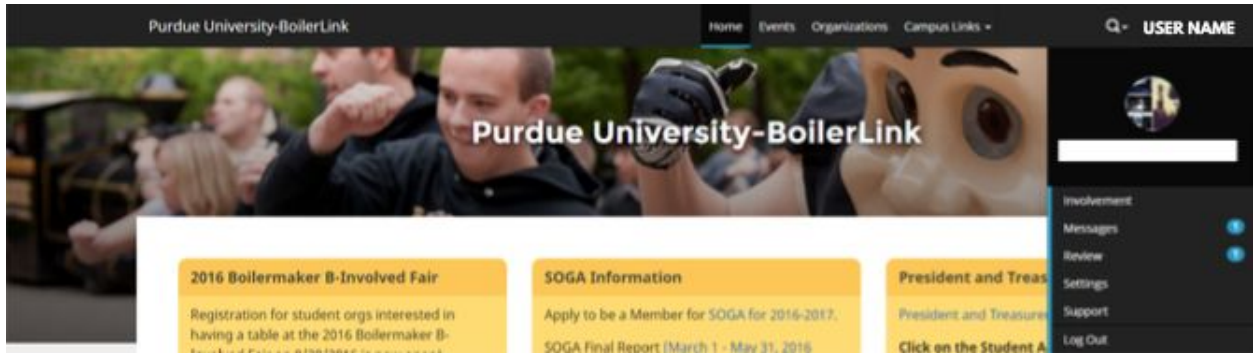 Purdue University-BoilerLink
Home Events Organizations Campus Links
USER NAME
Purdue University-BoilerLink
Involvement
Messages 1
Review 1
Settings
Support
Log Out
2016 Boilermaker B-Involved Fair
Registration for student orgs interested in
having a table at the 2016 Boilermaker B-
SOGA Information
Apply to be a Member for SOGA for 2016-2017.
SOGA Final Report (March 1 - May 31, 2016
President and Treas
President and Treasure
Click on the Student A